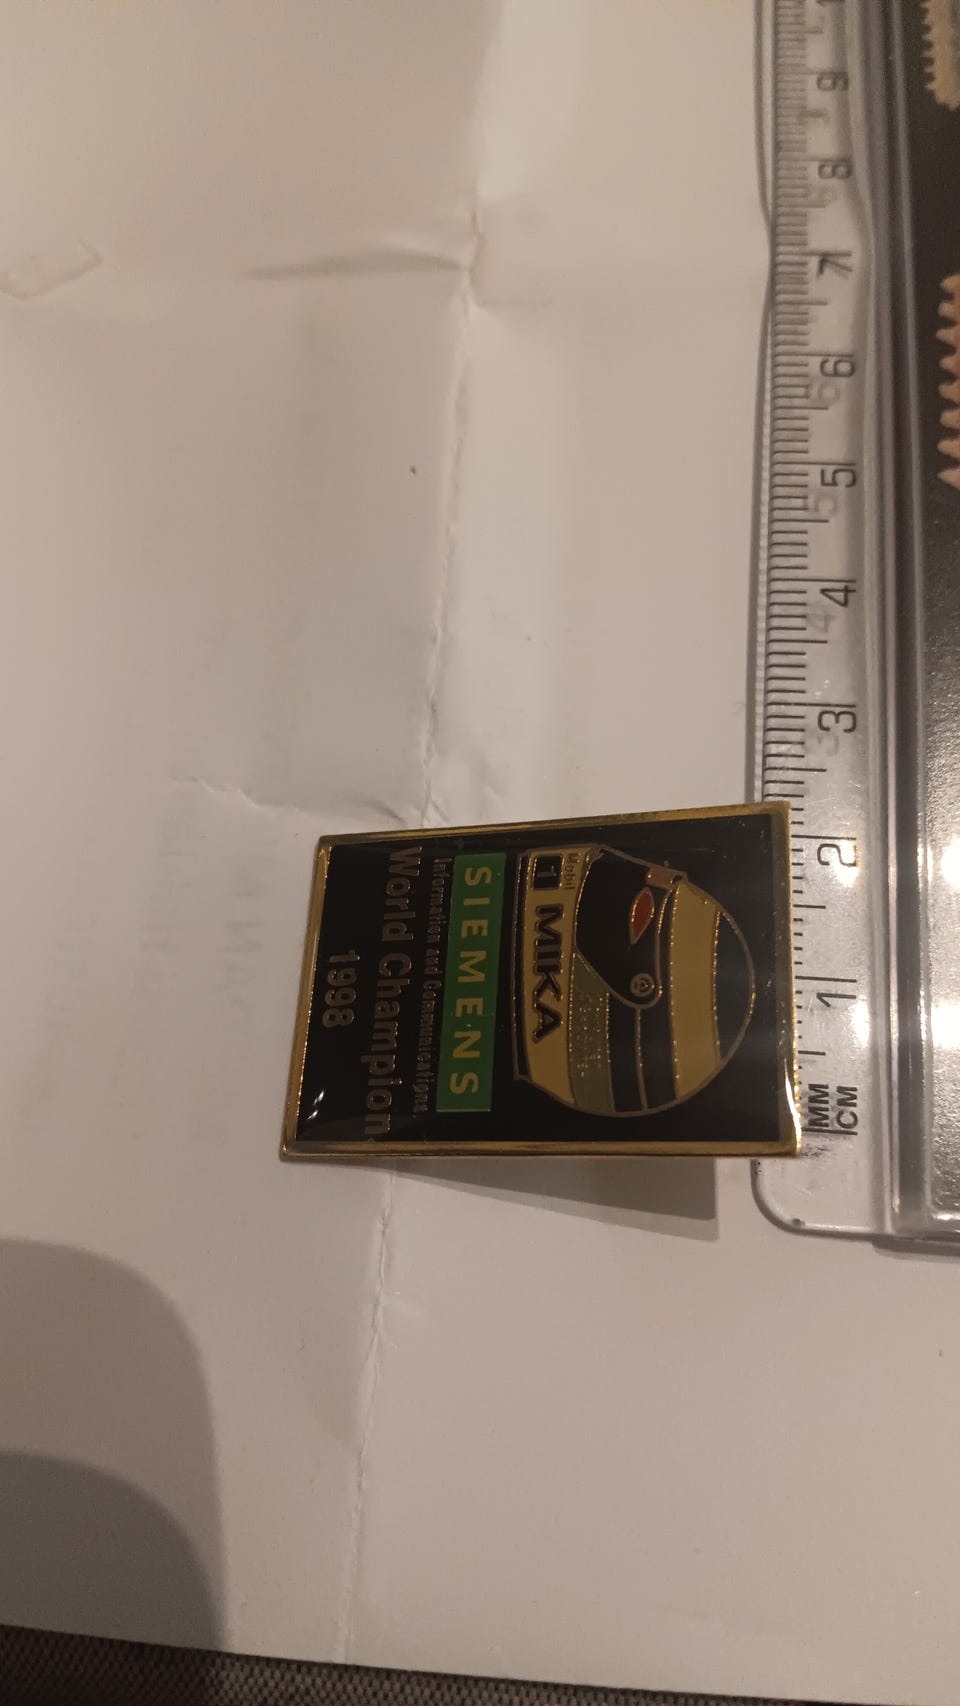 Mobil
1 MIKA
SIEMENS
Information and Communications
World Champion
1998
MM
CM
1
2
3
4
5
6
7
8
9